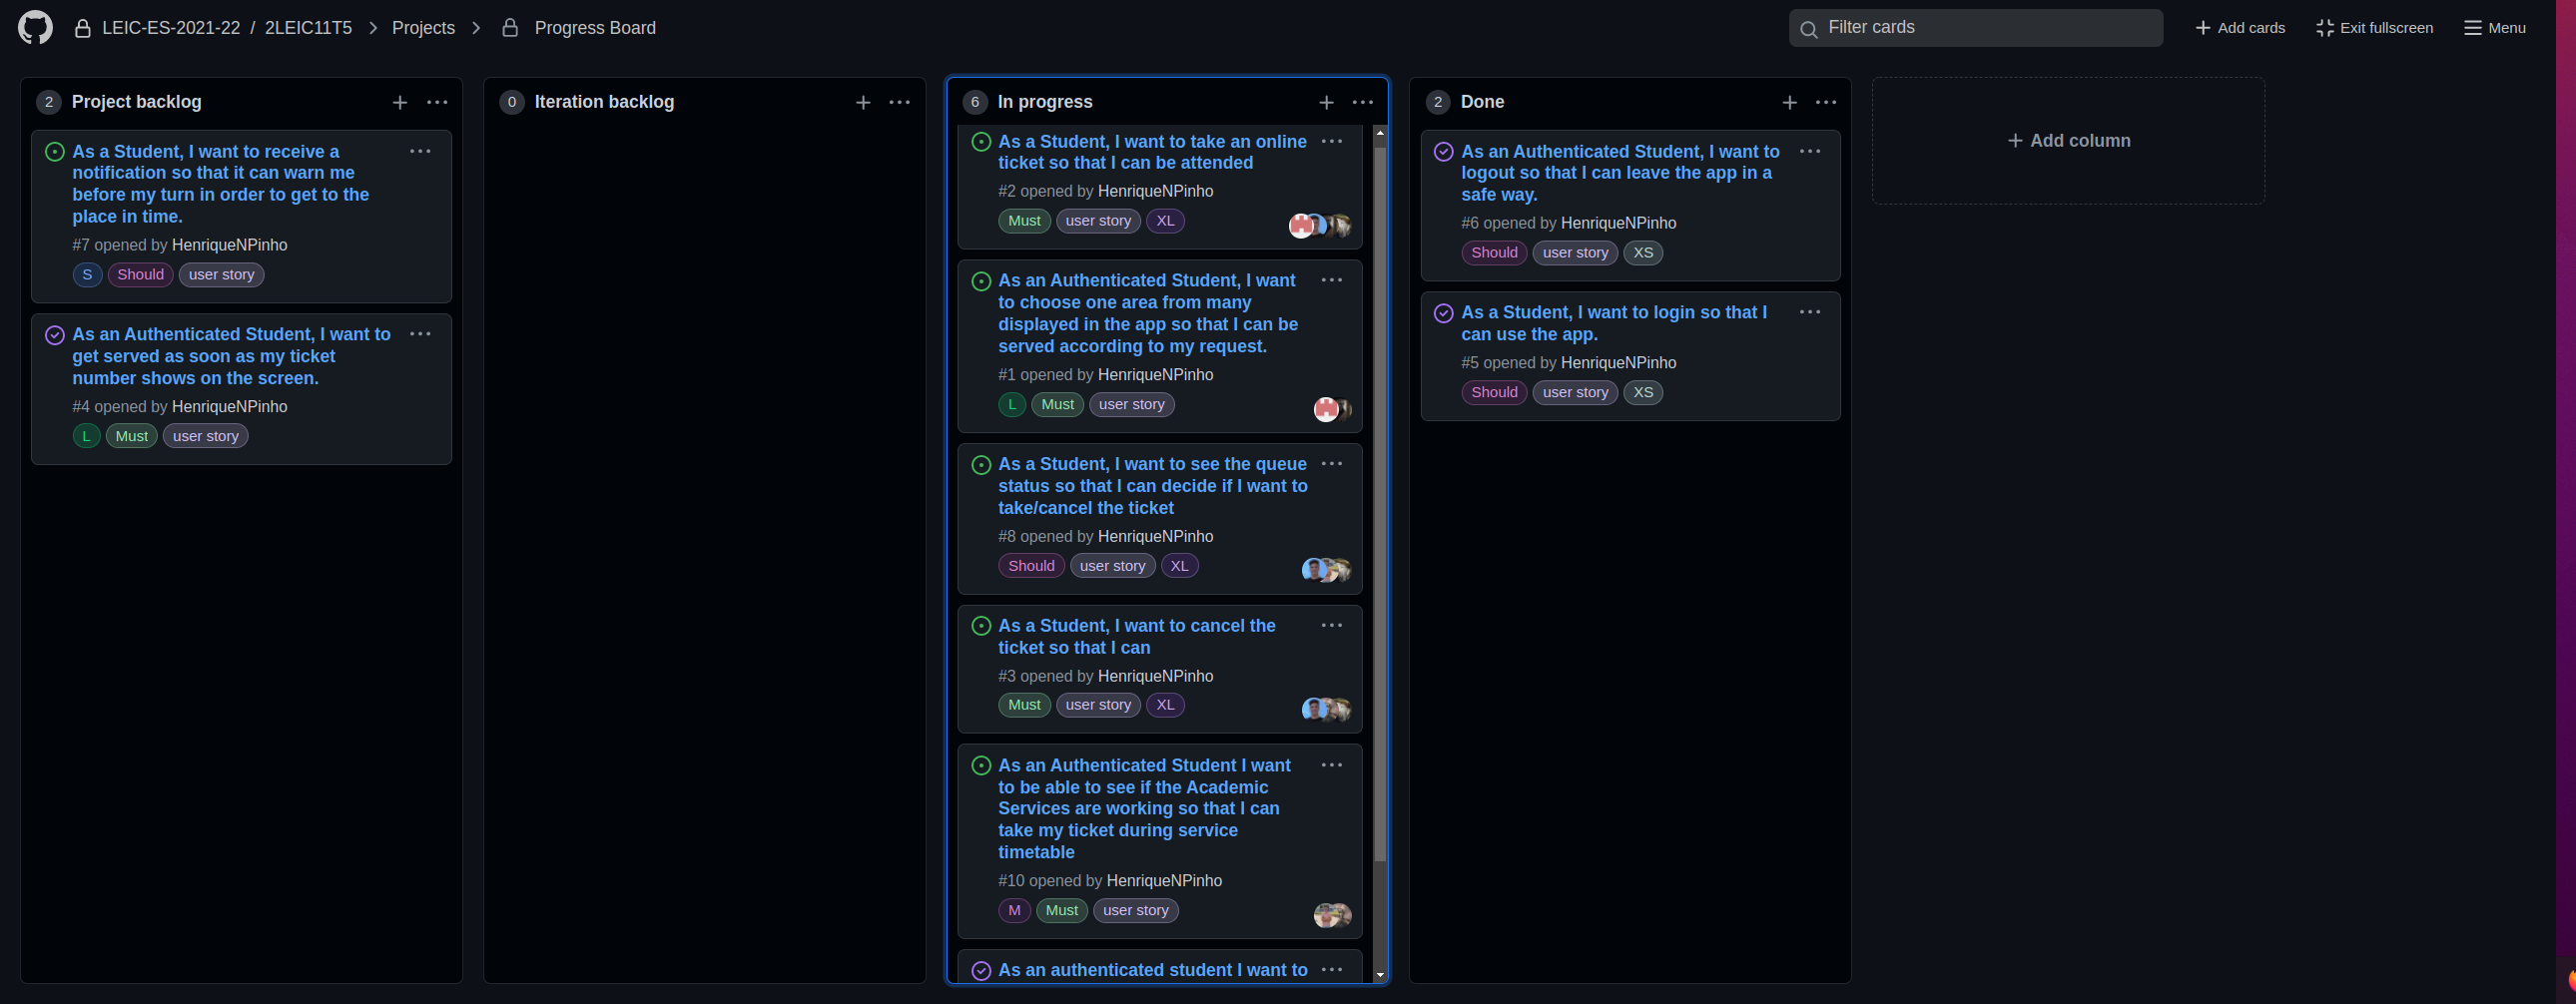 LEIC-ES-2021-22 / 2LEIC11T5 Projects Progress Board
Filter cards
Add cards
Exit fullscreen
Menu
2 Project backlog
As a Student, I want to receive a
notification so that it can warn me
before my turn in order to get to the
place in time.
#7 opened by HenriqueNPinho
S Should user story
As an Authenticated Student, I want to
get served as soon as my ticket
number shows on the screen.
#4 opened by HenriqueNPinho
L Must user story
0 Iteration backlog
6 In progress
As a Student, I want to take an online
ticket so that I can be attended
#2 opened by HenriqueNPinho
Must user story XL
As an Authenticated Student, I want
to choose one area from many
displayed in the app so that I can be
served according to my request.
#1 opened by HenriqueNPinho
L Must user story
As a Student, I want to see the queue
status so that I can decide if I want to
take/cancel the ticket
#8 opened by HenriqueNPinho
Should user story XL
As a Student, I want to cancel the
ticket so that I can
#3 opened by HenriqueNPinho
Must user story XL
As an Authenticated Student I want
to be able to see if the Academic
Services are working so that I can
take my ticket during service
timetable
#10 opened by HenriqueNPinho
M Must user story
As an authenticated student I want to
2 Done
As an Authenticated Student, I want to
logout so that I can leave the app in a
safe way.
#6 opened by HenriqueNPinho
Should user story XS
As a Student, I want to login so that I
can use the app.
#5 opened by HenriqueNPinho
Should user story XS
Add column